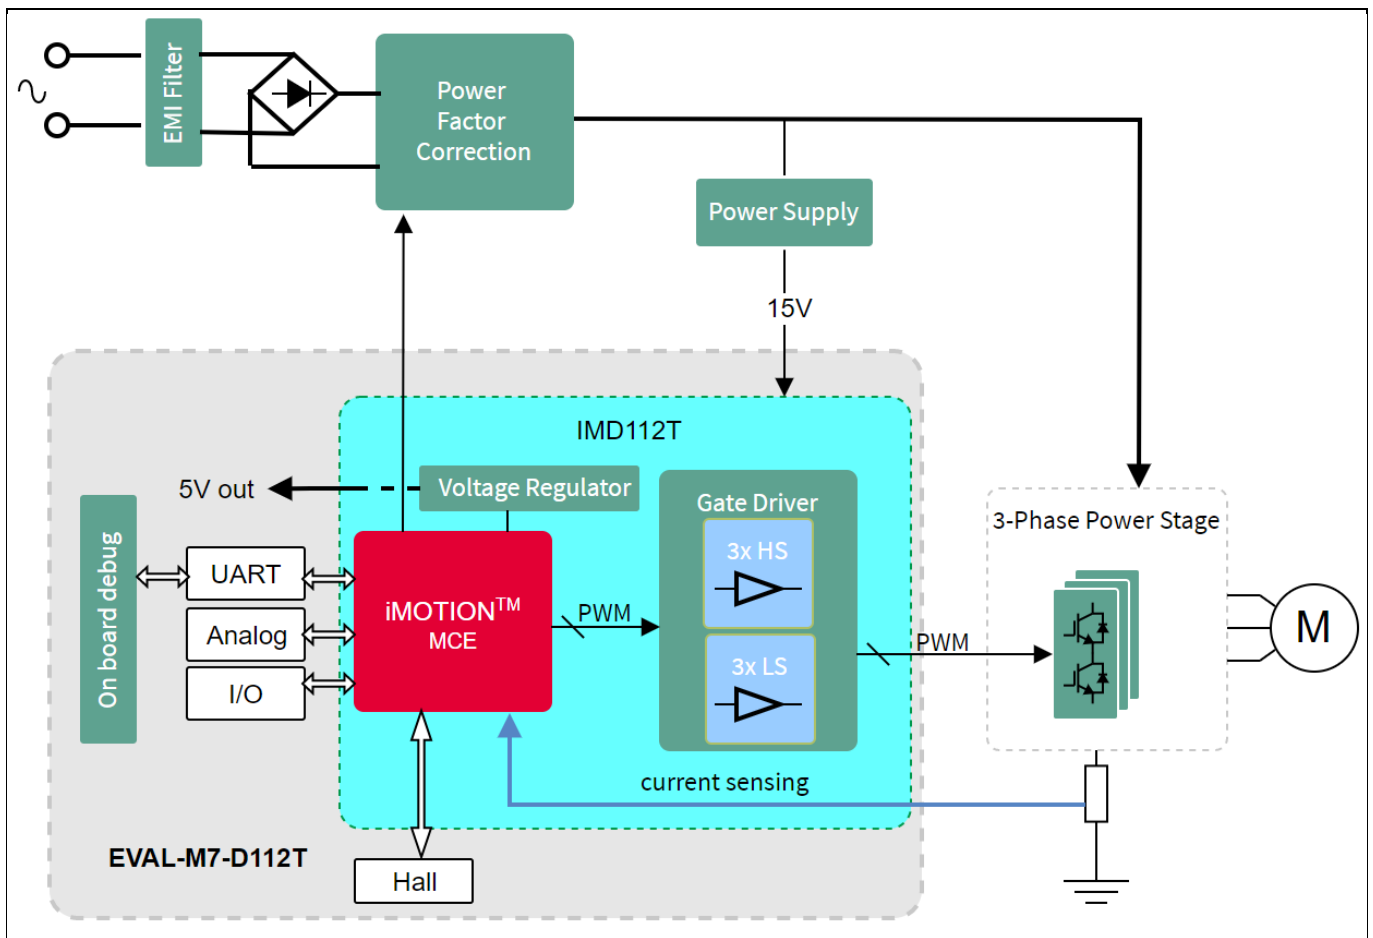 EMI Filter
Power
Factor
Correction
Power Supply
15V
IMD112T
5V out
Voltage Regulator
Gate Driver
3x HS
3x LS
On board debug
UART
Analog
I/O
iMOTION™
MCE
PWM
PWM
3-Phase Power Stage
M
current sensing
EVAL-M7-D112T
Hall